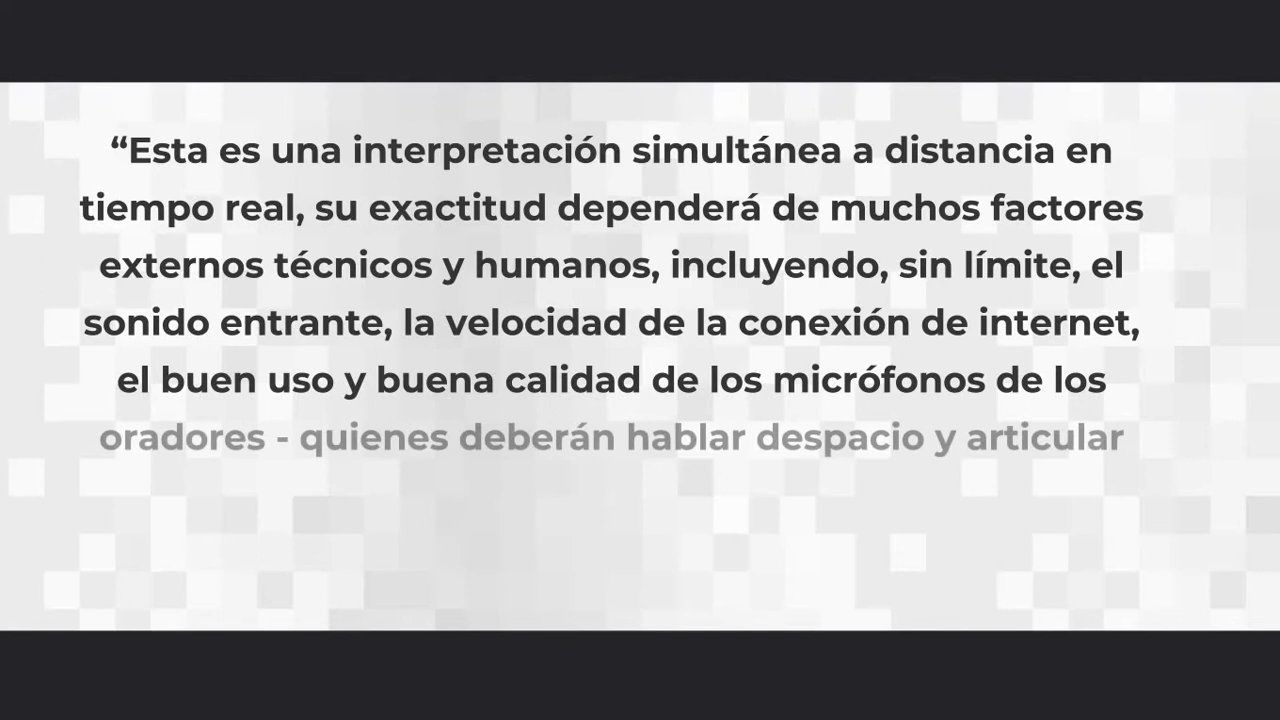 “Esta es una interpretación simultánea a distancia en
tiempo real, su exactitud dependerá de muchos factores
externos técnicos y humanos, incluyendo, sin límite, el
sonido entrante, la velocidad de la conexión de internet,
el buen uso y buena calidad de los micrófonos de los
oradores - quienes deberán hablar despacio y articular